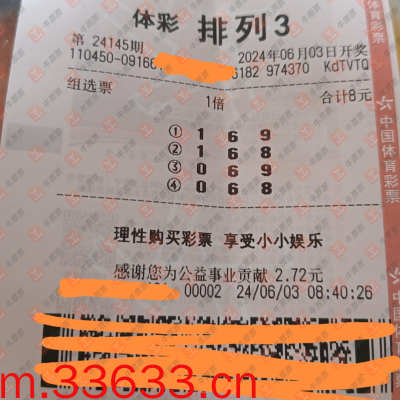 体彩 排列3
第 24145期 2024年06月03日开奖
110450-09166 182 974370 KdTVTQ
组选票 1倍 合计8元
① 1 6 9
② 1 6 8
③ 0 6 9
④ 0 6 8
理性购买彩票 享受小小娱乐
感谢您为公益事业贡献 2.72元
00002 24/06/03 08:40:26
中国体育彩票
m.33633.cn